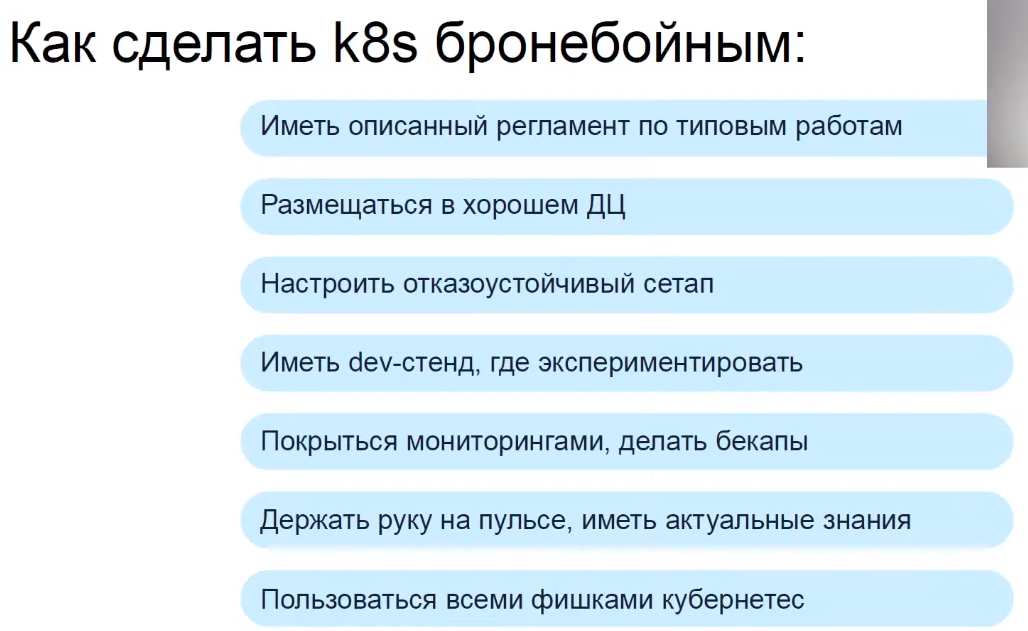 Как сделать k8s бронебойным:
Иметь описанный регламент по типовым работам
Размещаться в хорошем ДЦ
Настроить отказоустойчивый сетап
Иметь dev-стенд, где экспериментировать
Покрыться мониторингами, делать бекапы
Держать руку на пульсе, иметь актуальные знания
Пользоваться всеми фишками кубернетес